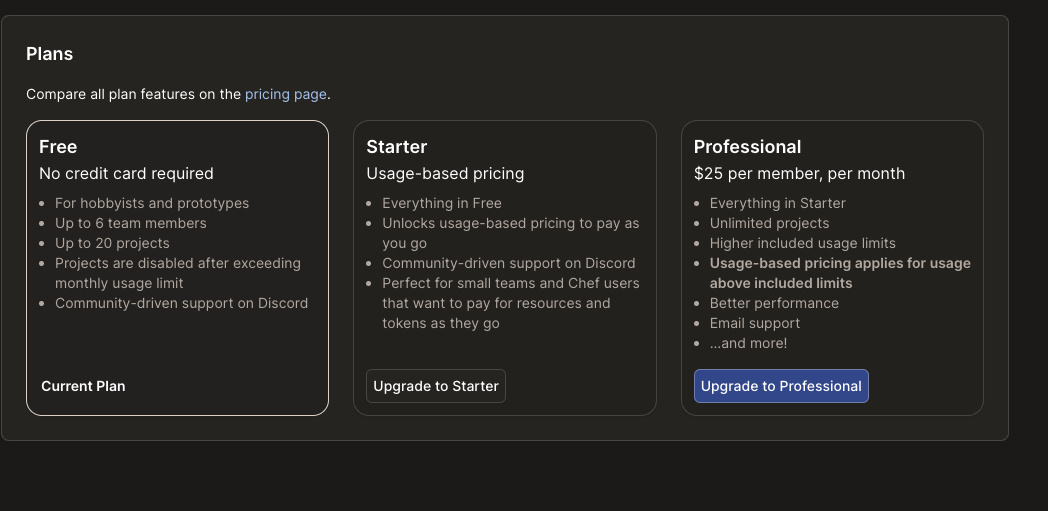 Plans
Compare all plan features on the pricing page.
Free
No credit card required
• For hobbyists and prototypes
• Up to 6 team members
• Up to 20 projects
• Projects are disabled after exceeding
monthly usage limit
• Community-driven support on Discord
Current Plan
Starter
Usage-based pricing
• Everything in Free
• Unlocks usage-based pricing to pay as
you go
• Community-driven support on Discord
• Perfect for small teams and Chef users
that want to pay for resources and
tokens as they go
Upgrade to Starter
Professional
$25 per member, per month
• Everything in Starter
• Unlimited projects
• Higher included usage limits
• Usage-based pricing applies for usage
above included limits
• Better performance
• Email support
• ...and more!
Upgrade to Professional